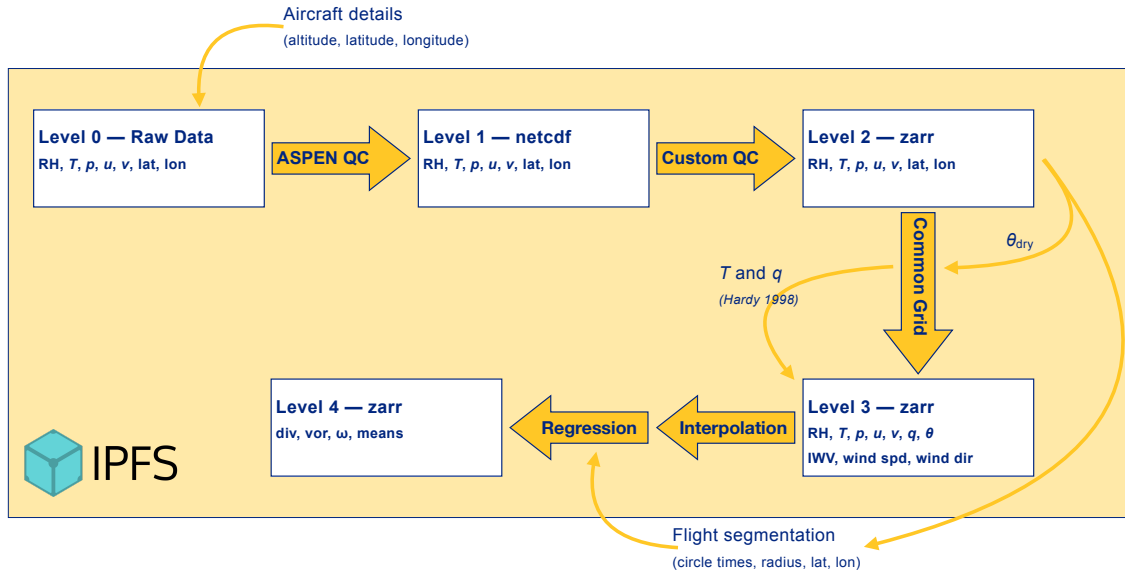 Aircraft details
(altitude, latitude, longitude)
Level 0 — Raw Data
RH, T, p, u, v, lat, lon
ASPEN QC
Level 1 — netcdf
RH, T, p, u, v, lat, lon
Custom QC
Level 2 — zarr
RH, T, p, u, v, lat, lon
θdry
Common Grid
T and q
(Hardy 1998)
Level 3 — zarr
RH, T, p, u, v, q, θ
IWV, wind spd, wind dir
Interpolation
Regression
Level 4 — zarr
div, vor, ω, means
IPFS
Flight segmentation
(circle times, radius, lat, lon)